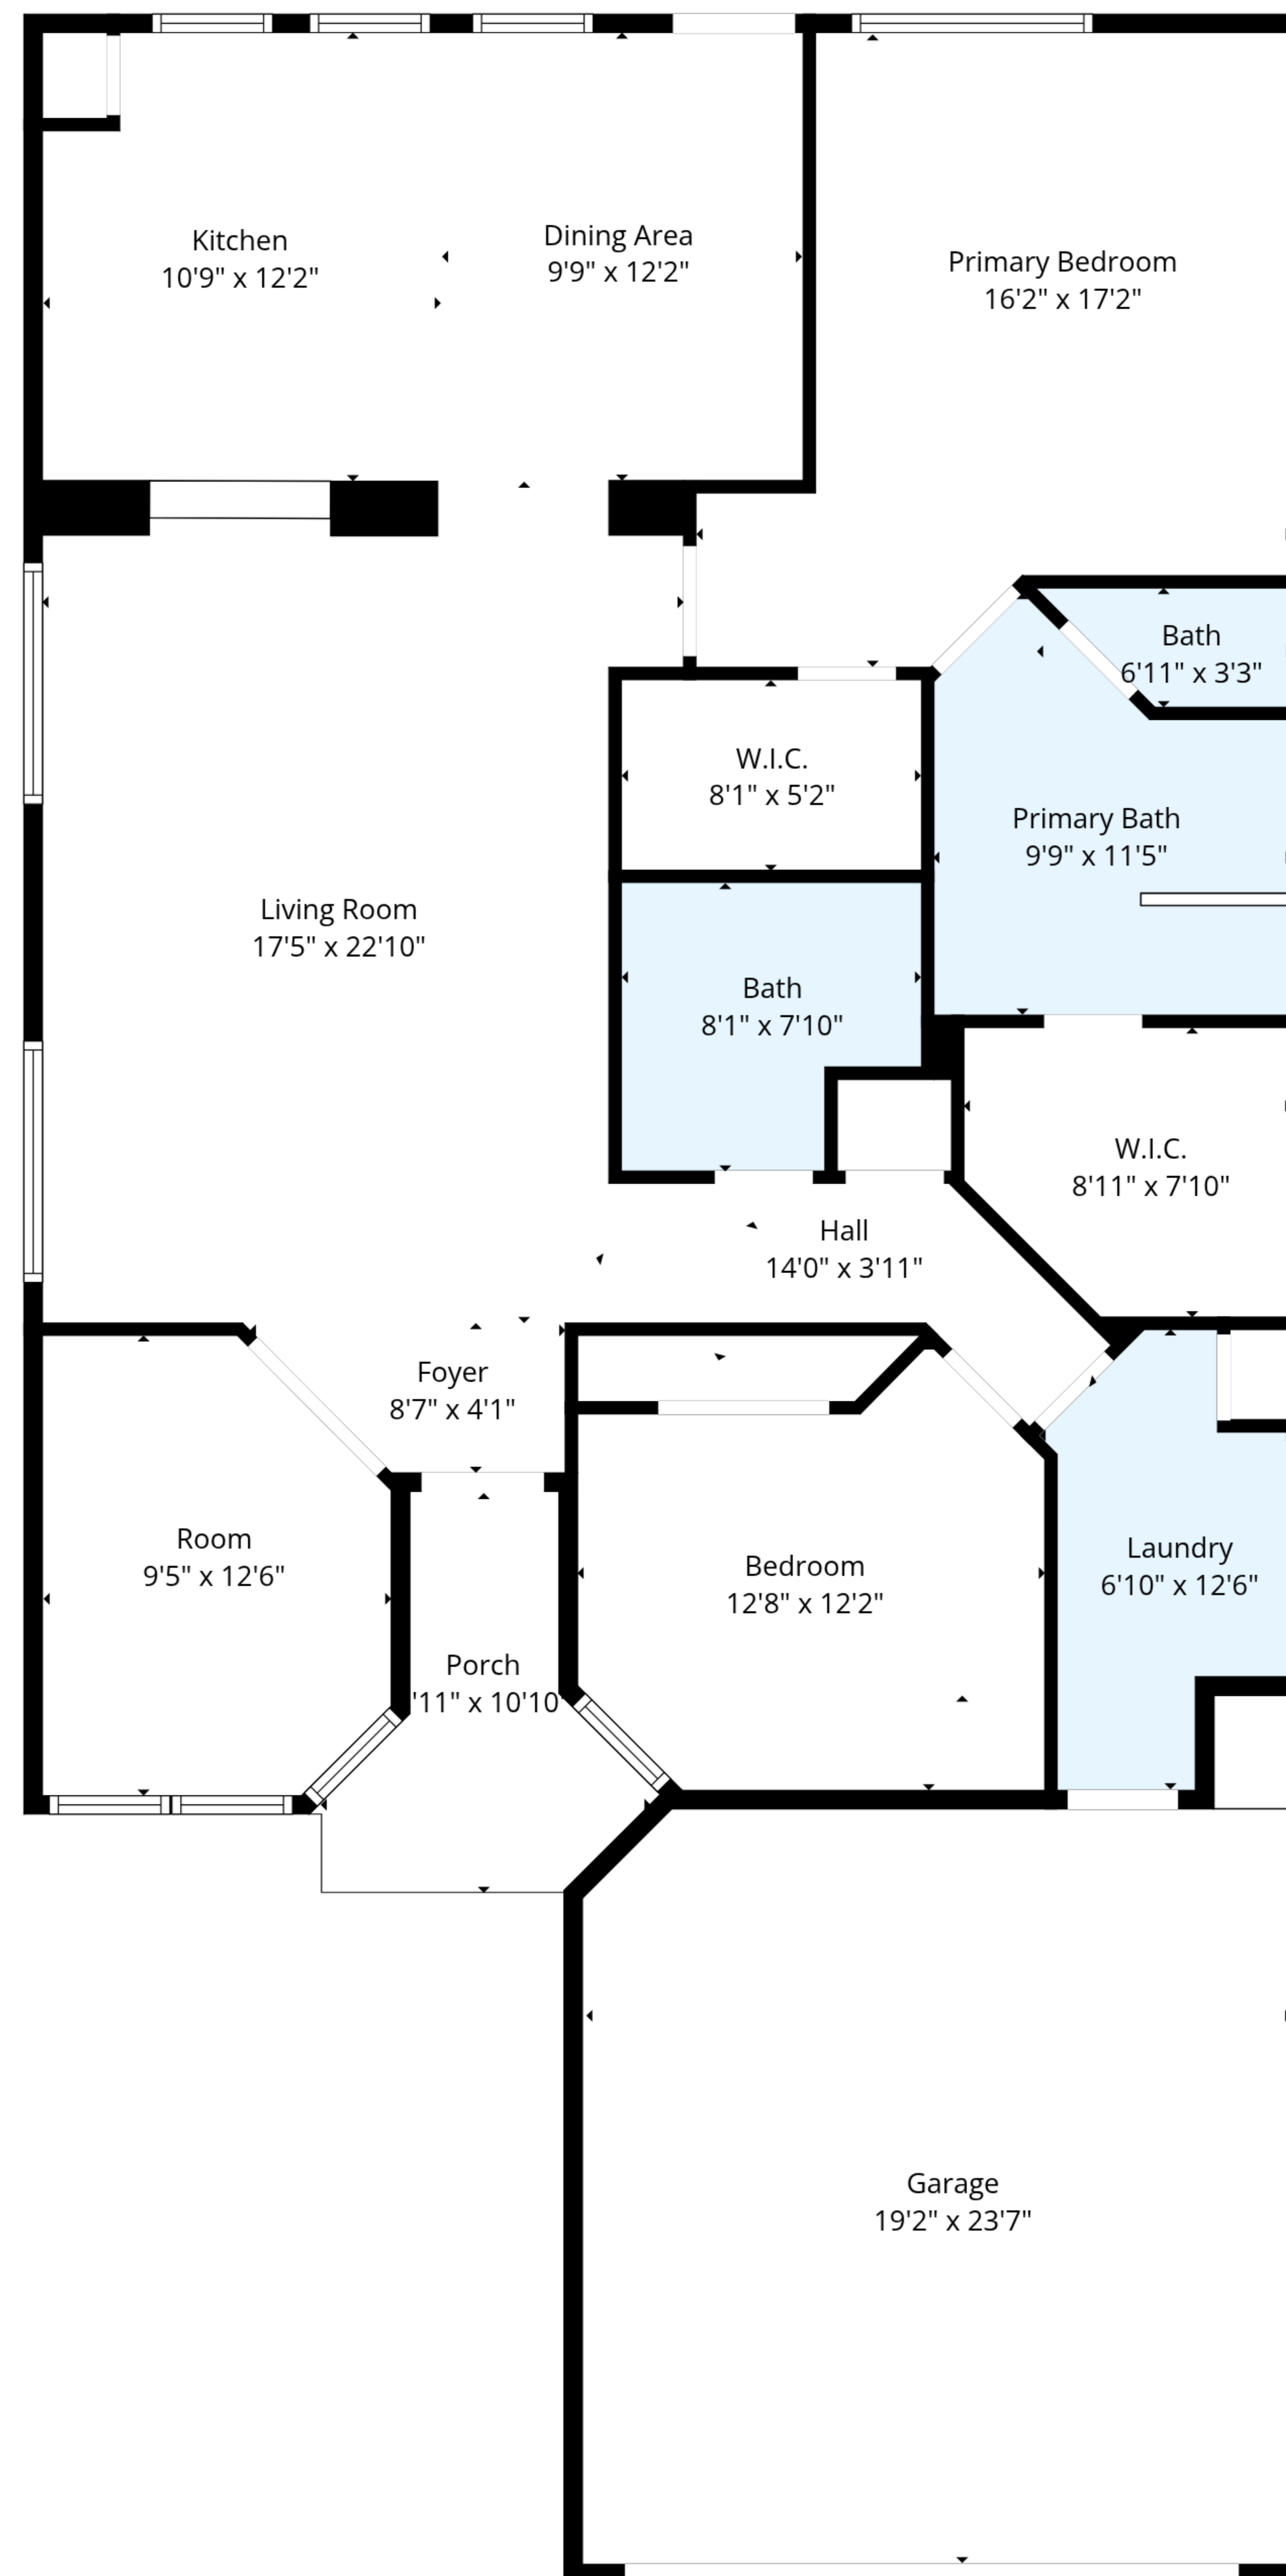 Kitchen
10'9" x 12'2"
Dining Area
9'9" x 12'2"
Primary Bedroom
16'2" x 17'2"
Bath
6'11" x 3'3"
W.I.C.
8'1" x 5'2"
Primary Bath
9'9" x 11'5"
Living Room
17'5" x 22'10"
Bath
8'1" x 7'10"
W.I.C.
8'11" x 7'10"
Hall
14'0" x 3'11"
Foyer
8'7" x 4'1"
Room
9'5" x 12'6"
Bedroom
12'8" x 12'2"
Laundry
6'10" x 12'6"
Porch
'11" x 10'10"
Garage
19'2" x 23'7"